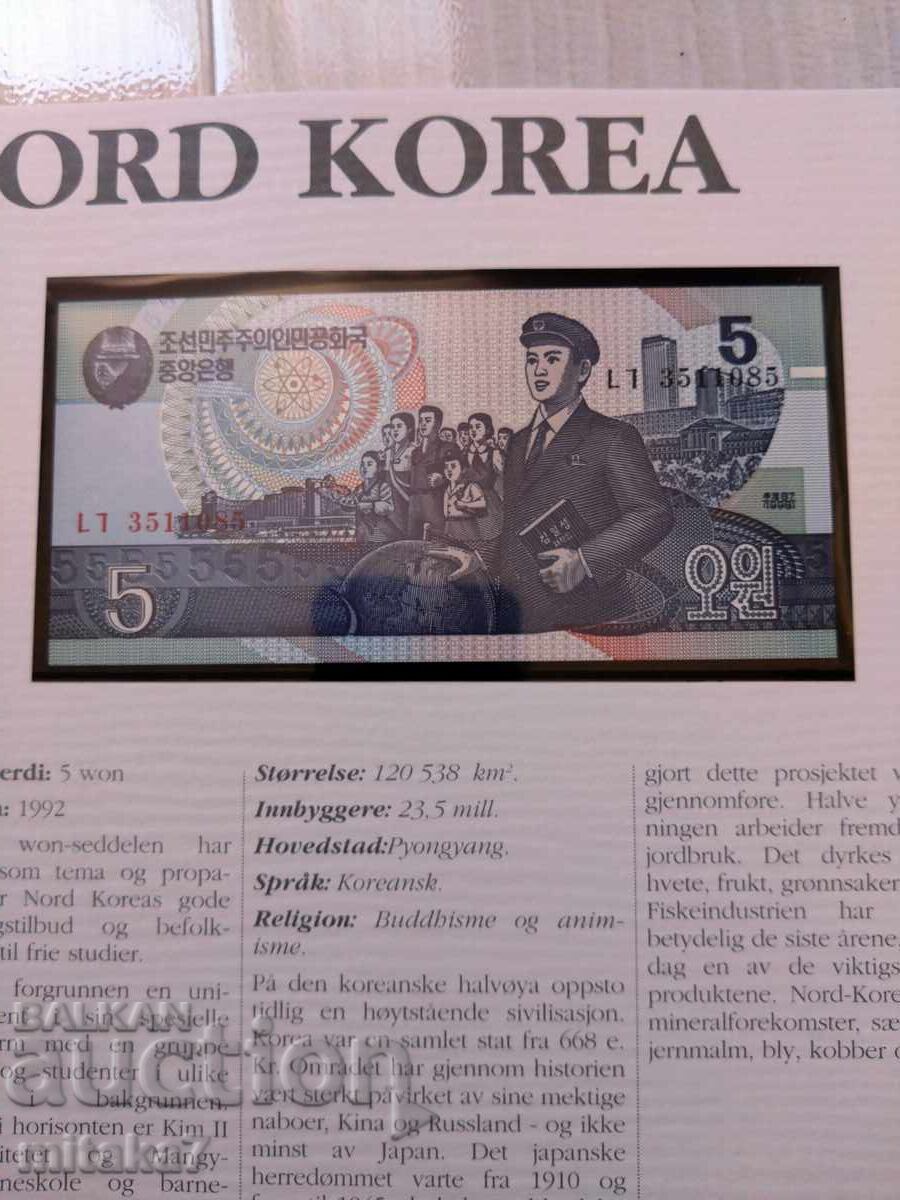 ORD KOREA
조선민주주의인민공화국
중앙은행
5
L7 3511085
L7 3511085
5
오원
김일성
erdi: 5 won
: 1992
won-seddelen har
som tema og propa-
r Nord Koreas gode
gstilbud og befolk-
til frie studier.
forgrunnen en uni-
ent i sin spesielle
rm med en gruppe
og studenter i ulike
i bakgrunnen.
i horisonten er Kim Il
itetet og Mangy-
neskole og barne-
Størrelse: 120 538 km².
Innbyggere: 23,5 mill.
Hovedstad:Pyongyang.
Språk: Koreansk.
Religion: Buddhisme og anim-
isme.
På den koreanske halvøya oppsto
tidlig en høytstående sivilisasjon.
Korea var en samlet stat fra 668 e.
Kr. Området har gjennom historien
vært sterkt påvirket av sine mektige
naboer, Kina og Russland - og ikke
minst av Japan. Det japanske
herredømmet varte fra 1910 og
gjort dette prosjektet
gjennomføre. Halve
ningen arbeider fremd
jordbruk. Det dyrkes
hvete, frukt, grønnsaker
Fiskeindustrien har
betydelig de siste årene,
dag en av de viktigs
produktene. Nord-Kore
mineralforekomster, sæ
jernmalm, bly, kobber
BALKAN
auction
mitaka7